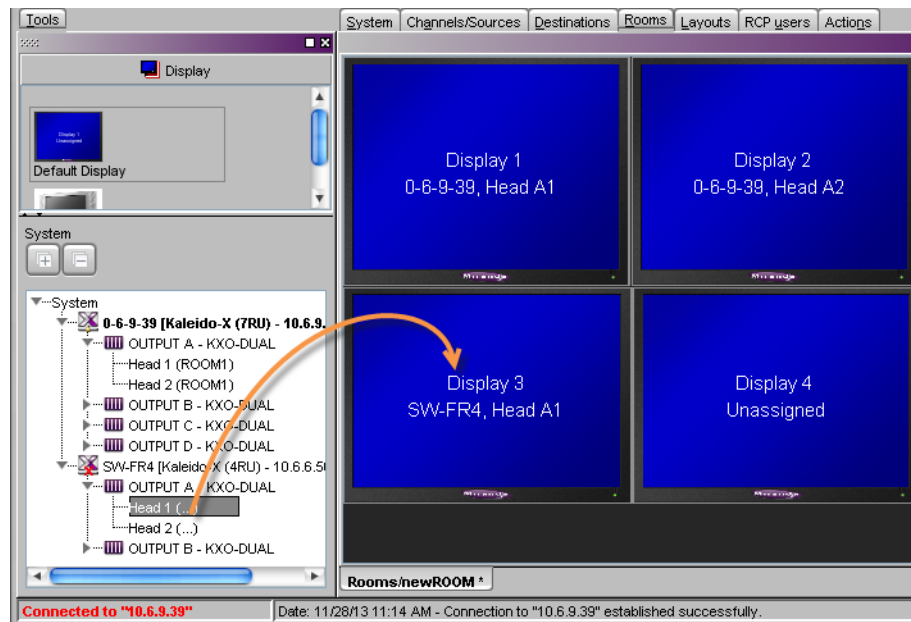 Tools
System Channels/Sources Destinations Rooms Layouts RCP users Actions
Display
Display 1
Unassigned
Default Display
System
System
0-6-9-39 [Kaleido-X (7RU) - 10.6.9.
OUTPUT A - KXO-DUAL
Head 1 (ROOM1)
Head 2 (ROOM1)
OUTPUT B - KXO-DUAL
OUTPUT C - KXO-DUAL
OUTPUT D - KXO-DUAL
SW-FR4 [Kaleido-X (4RU) - 10.6.6.50
OUTPUT A - KXO-DUAL
Head 1 (...)
Head 2 (...)
OUTPUT B - KXO-DUAL
Display 1
0-6-9-39, Head A1
Miranda
Display 2
0-6-9-39, Head A2
Miranda
Display 3
SW-FR4, Head A1
Miranda
Display 4
Unassigned
Miranda
Rooms/newROOM *
Connected to "10.6.9.39"
Date: 11/28/13 11:14 AM - Connection to "10.6.9.39" established successfully.